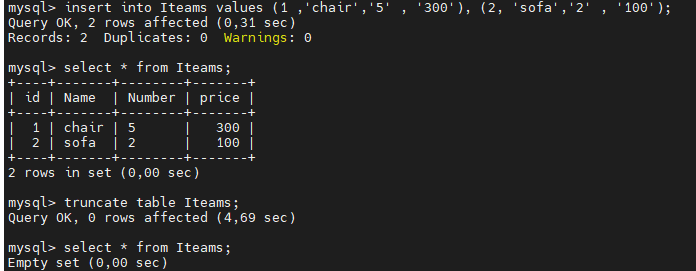 mysql> insert into Iteams values (1 ,'chair','5' , '300'), (2, 'sofa','2' , '100');
Query OK, 2 rows affected (0,31 sec)
Records: 2  Duplicates: 0  Warnings: 0

mysql> select * from Iteams;
+----+-------+--------+-------+
| id | Name  | Number | price |
+----+-------+--------+-------+
|  1 | chair | 5      |   300 |
|  2 | sofa  | 2      |   100 |
+----+-------+--------+-------+
2 rows in set (0,00 sec)

mysql> truncate table Iteams;
Query OK, 0 rows affected (4,69 sec)

mysql> select * from Iteams;
Empty set (0,00 sec)